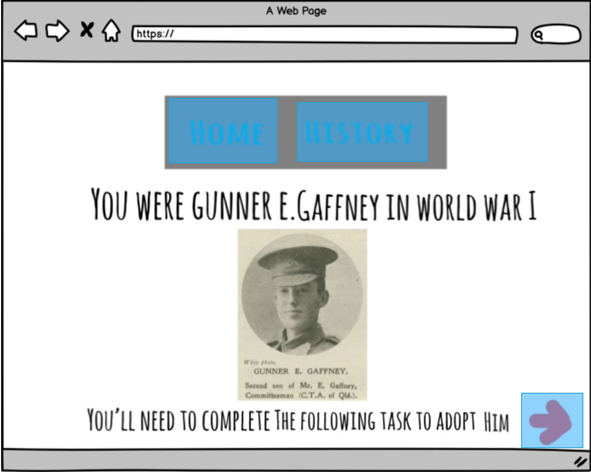 A Web Page
https://
Home History
You were gunner E.Gaffney in world war I
Wiley photo.
GUNNER E. GAFFNEY.
Second son of Mr. E. Gaffney,
Committeeman (C.T.A. of Qld.).
You'll need to complete The following task to adopt Him